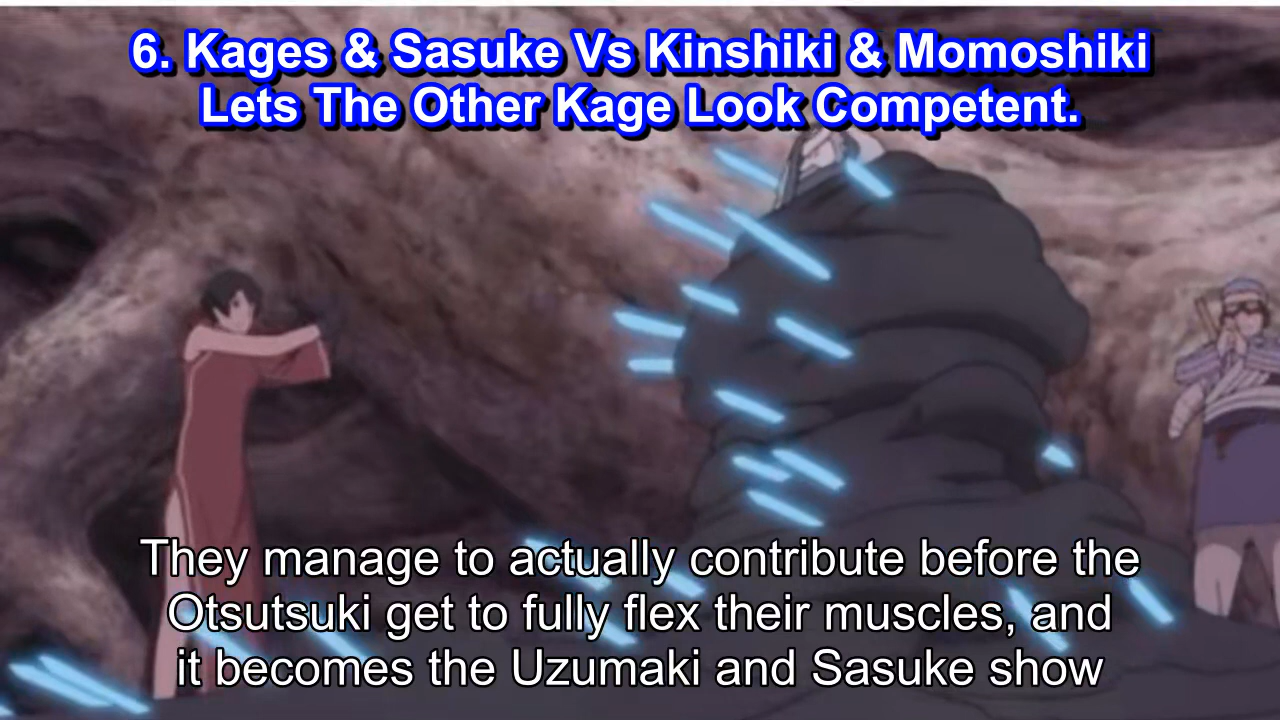 6. Kages & Sasuke Vs Kinshiki & Momoshiki
Lets The Other Kage Look Competent.
They manage to actually contribute before the
Otsutsuki get to fully flex their muscles, and
it becomes the Uzumaki and Sasuke show